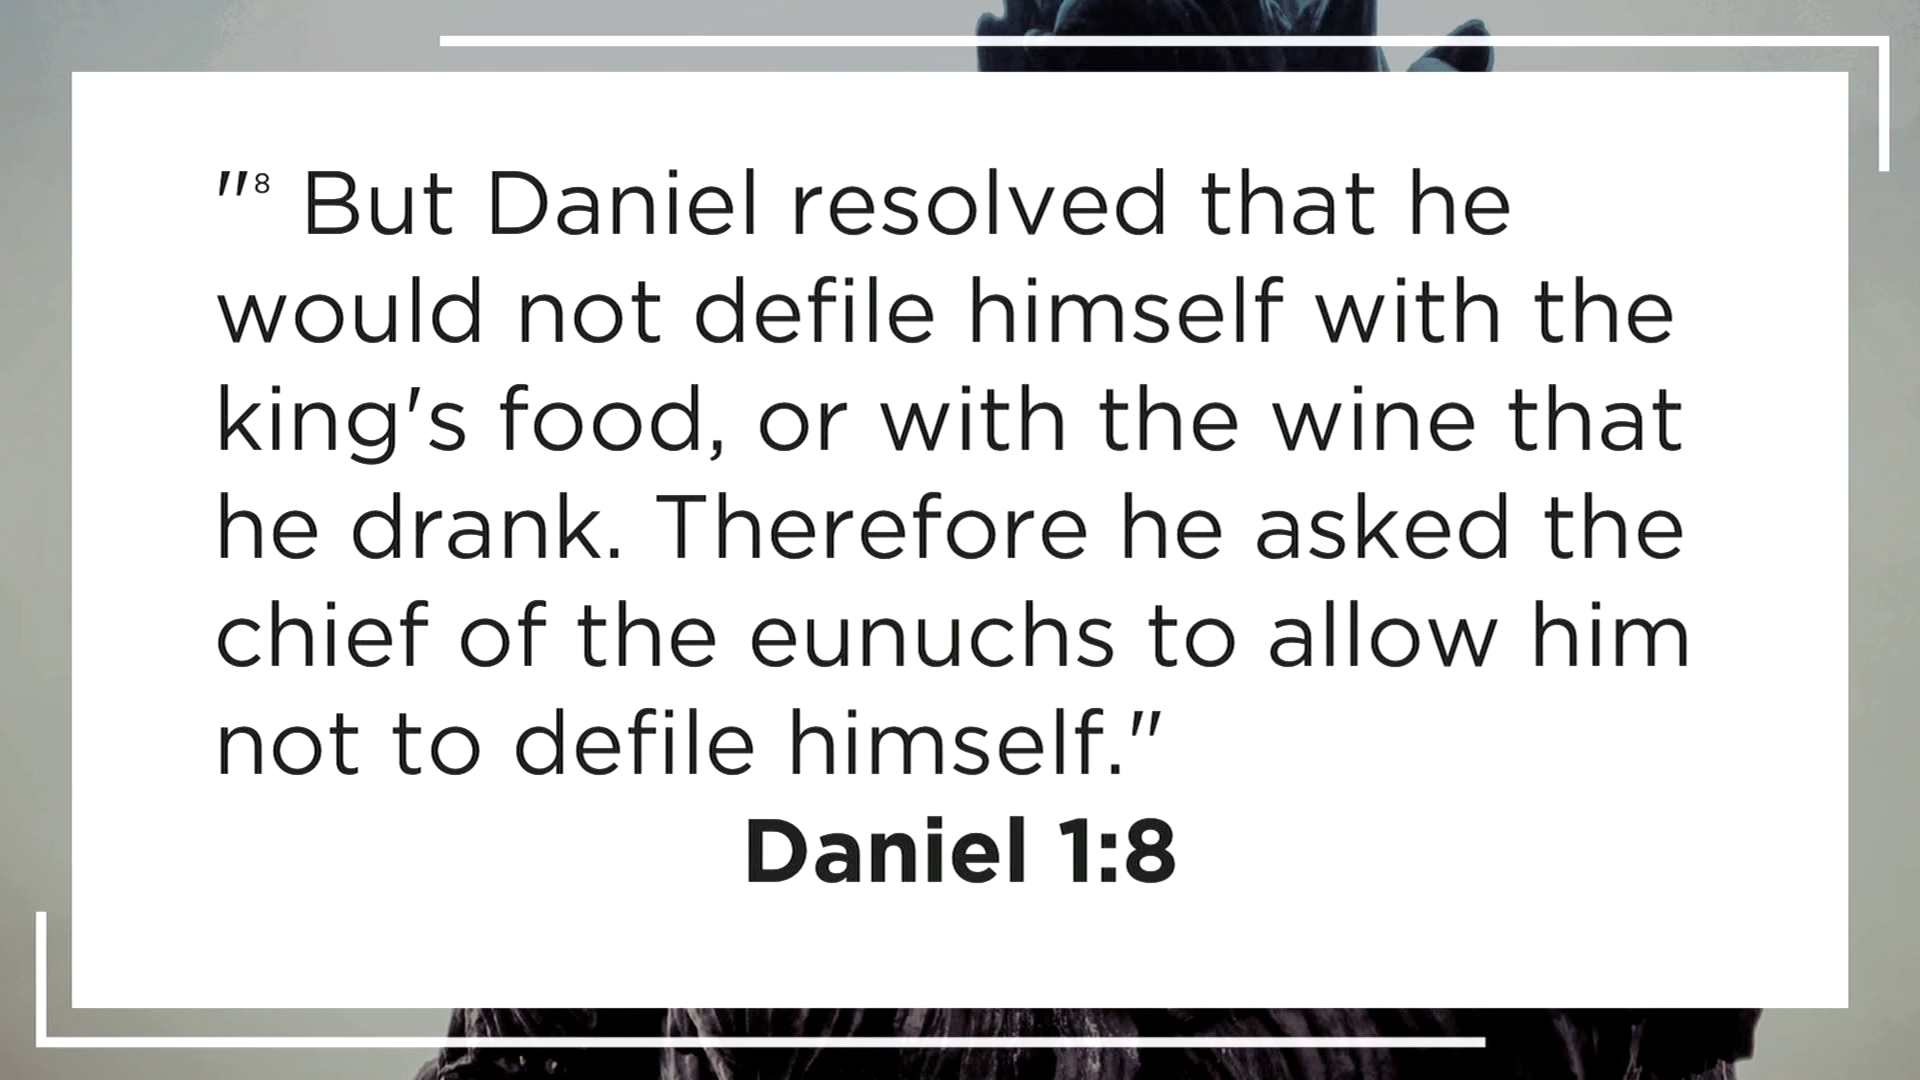 "⁸ But Daniel resolved that he
would not defile himself with the
king's food, or with the wine that
he drank. Therefore he asked the
chief of the eunuchs to allow him
not to defile himself."
Daniel 1:8